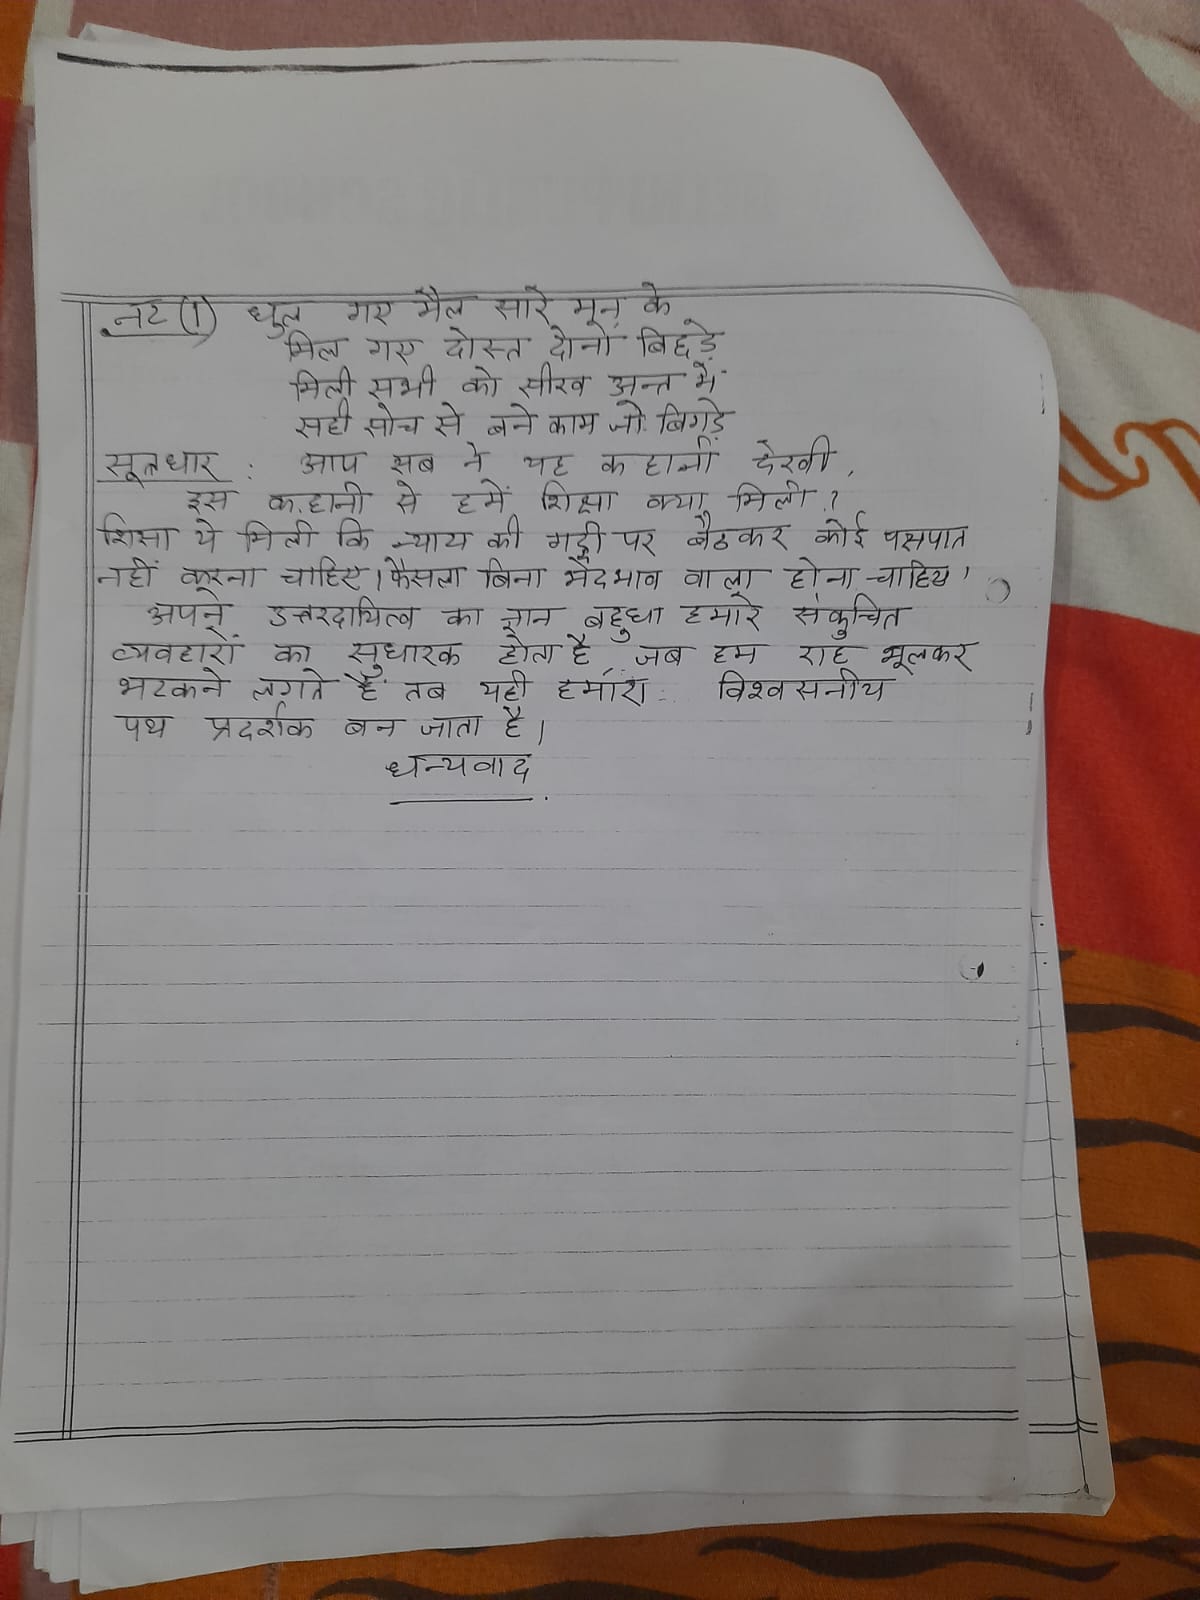 नट (1) धुल गए मैल सारे मन के
मिल गए दोस्त दोनों बिछड़े
मिली सभी को सीख अन्त में
सही सोच से बने काम जो बिगड़े
सूत्रधार : आप सब ने यह कहानी देखी,
इस कहानी से हमें शिक्षा क्या मिली?
शिक्षा ये मिली कि न्याय की गद्दी पर बैठकर कोई पक्षपात
नहीं करना चाहिए। फैसला बिना भेदभाव वाला होना चाहिए।
अपने उत्तरदायित्व का ज्ञान बहुधा हमारे संकुचित
व्यवहारों का सुधारक होता है, जब हम राह भूलकर
भटकने लगते हैं तब यही हमारा विश्वसनीय
पथ प्रदर्शक बन जाता है।
धन्यवाद